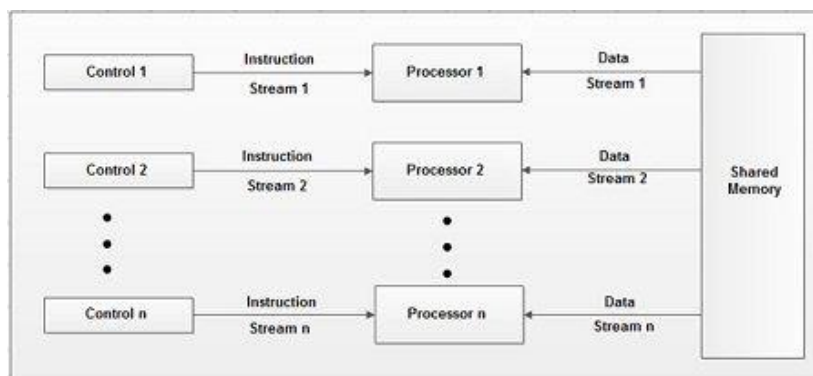 Control 1
Instruction
Stream 1
Processor 1
Data
Stream 1
Control 2
Instruction
Stream 2
Processor 2
Data
Stream 2
Shared
Memory
Control n
Instruction
Stream n
Processor n
Data
Stream n